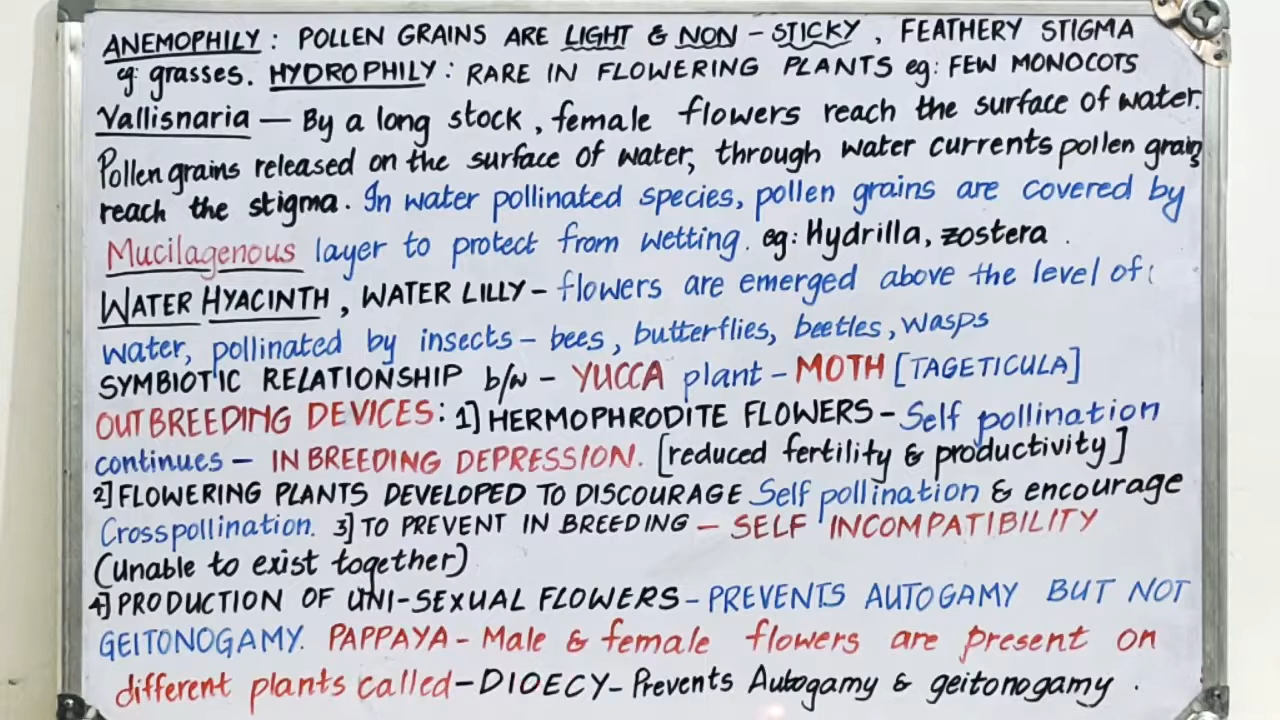 ANEMOPHILY : POLLEN GRAINS ARE LIGHT & NON - STICKY , FEATHERY STIGMA
eg: grasses. HYDROPHILY : RARE IN FLOWERING PLANTS eg: FEW MONOCOTS
Vallisnaria — By a long stock , female flowers reach the surface of water.
Pollen grains released on the surface of water, through water currents pollen grains
reach the stigma. In water pollinated species, pollen grains are covered by
Mucilagenous layer to protect from wetting. eg: Hydrilla, zostera .
WATER HYACINTH , WATER LILLY - flowers are emerged above the level of
water, pollinated by insects - bees, butterflies, beetles, wasps
SYMBIOTIC RELATIONSHIP b/w - YUCCA plant - MOTH [TAGETICULA]
OUT BREEDING DEVICES: 1] HERMOPHRODITE FLOWERS - Self pollination
continues - IN BREEDING DEPRESSION. [reduced fertility & productivity]
2] FLOWERING PLANTS DEVELOPED TO DISCOURAGE Self pollination & encourage
Crosspollination. 3] TO PREVENT IN BREEDING - SELF INCOMPATIBILITY
(unable to exist together)
4] PRODUCTION OF UNI-SEXUAL FLOWERS - PREVENTS AUTOGAMY BUT NOT
GEITONOGAMY. PAPPAYA - Male & female flowers are present on
different plants called - DIOECY - Prevents Autogamy & geitonogamy .